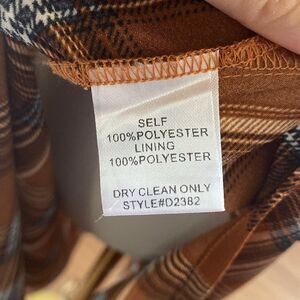 SELF
100%POLYESTER
LINING
100%POLYESTER
DRY CLEAN ONLY
STYLE#D2382